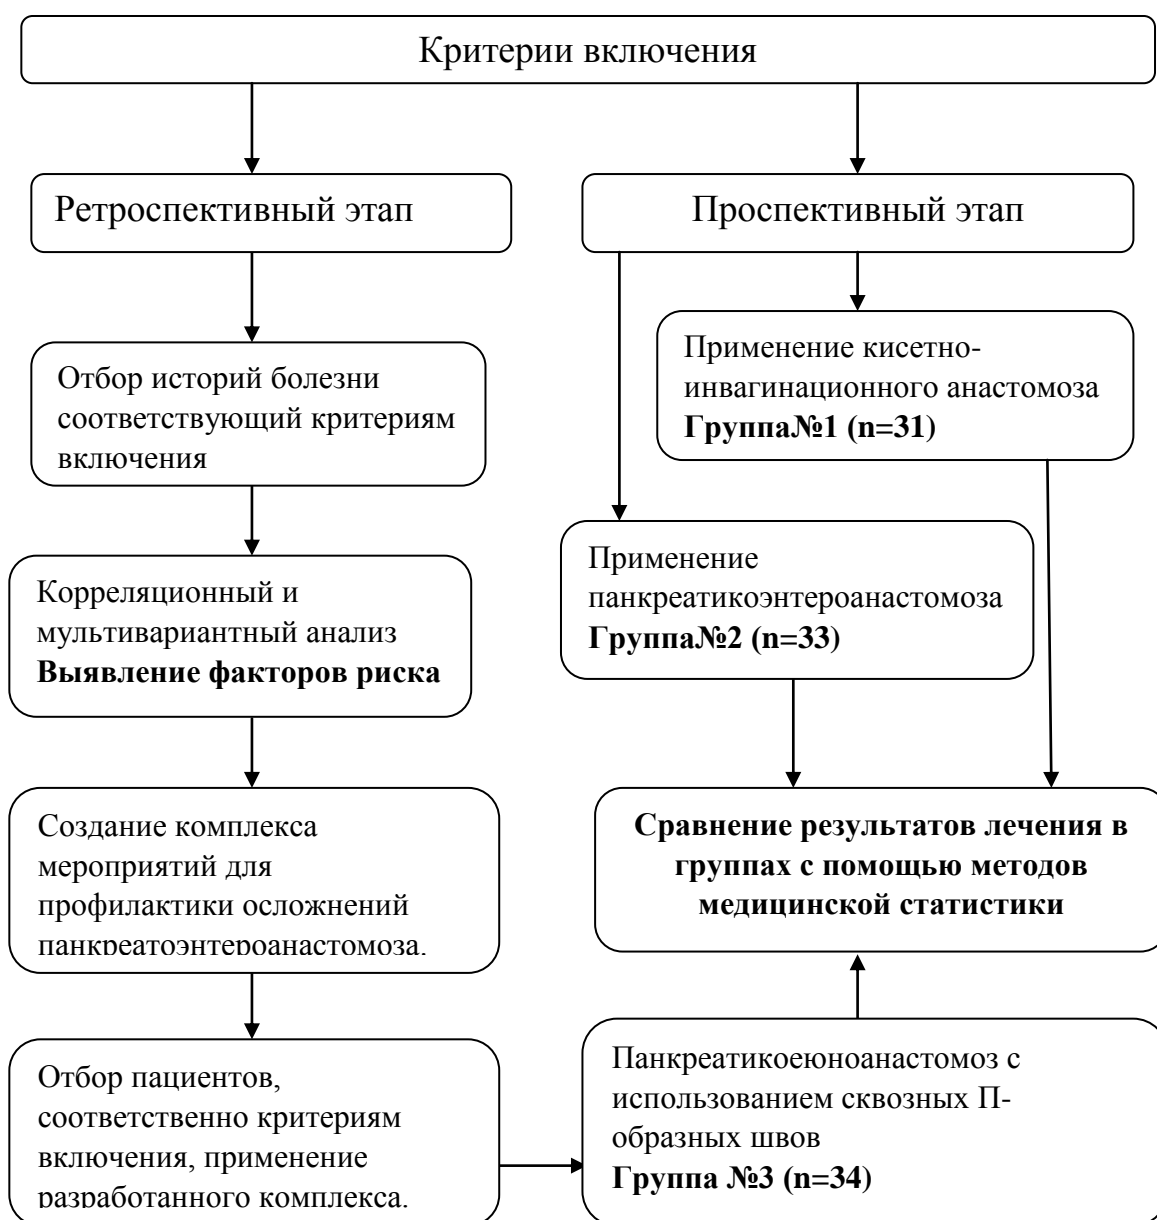 Критерии включения
Ретроспективный этап
Проспективный этап
Отбор историй болезни
соответствующий критериям
включения
Применение кисетно-
инвагинационного анастомоза
Группа№1 (n=31)
Корреляционный и
мультивариантный анализ
Выявление факторов риска
Применение
панкреатикоэнтероанастомоза
Группа№2 (n=33)
Создание комплекса
мероприятий для
профилактики осложнений
панкреатоэнтероанастомоза.
Сравнение результатов лечения в
группах с помощью методов
медицинской статистики
Отбор пациентов,
соответственно критериям
включения, применение
разработанного комплекса.
Панкреатикоеюноанастомоз с
использованием сквозных П-
образных швов
Группа №3 (n=34)